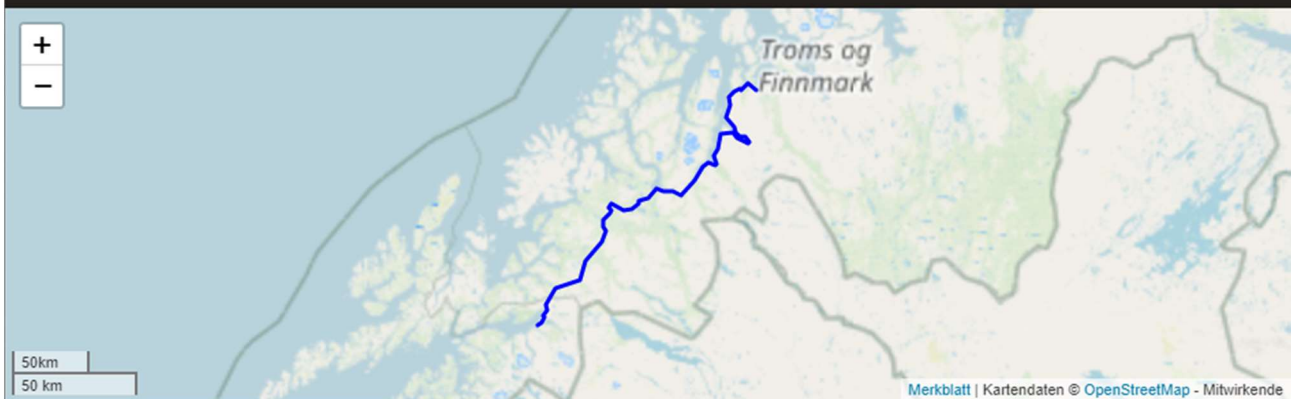 +
Troms og
Finnmark
−
50km
50 km
Merkblatt | Kartendaten © OpenStreetMap - Mitwirkende